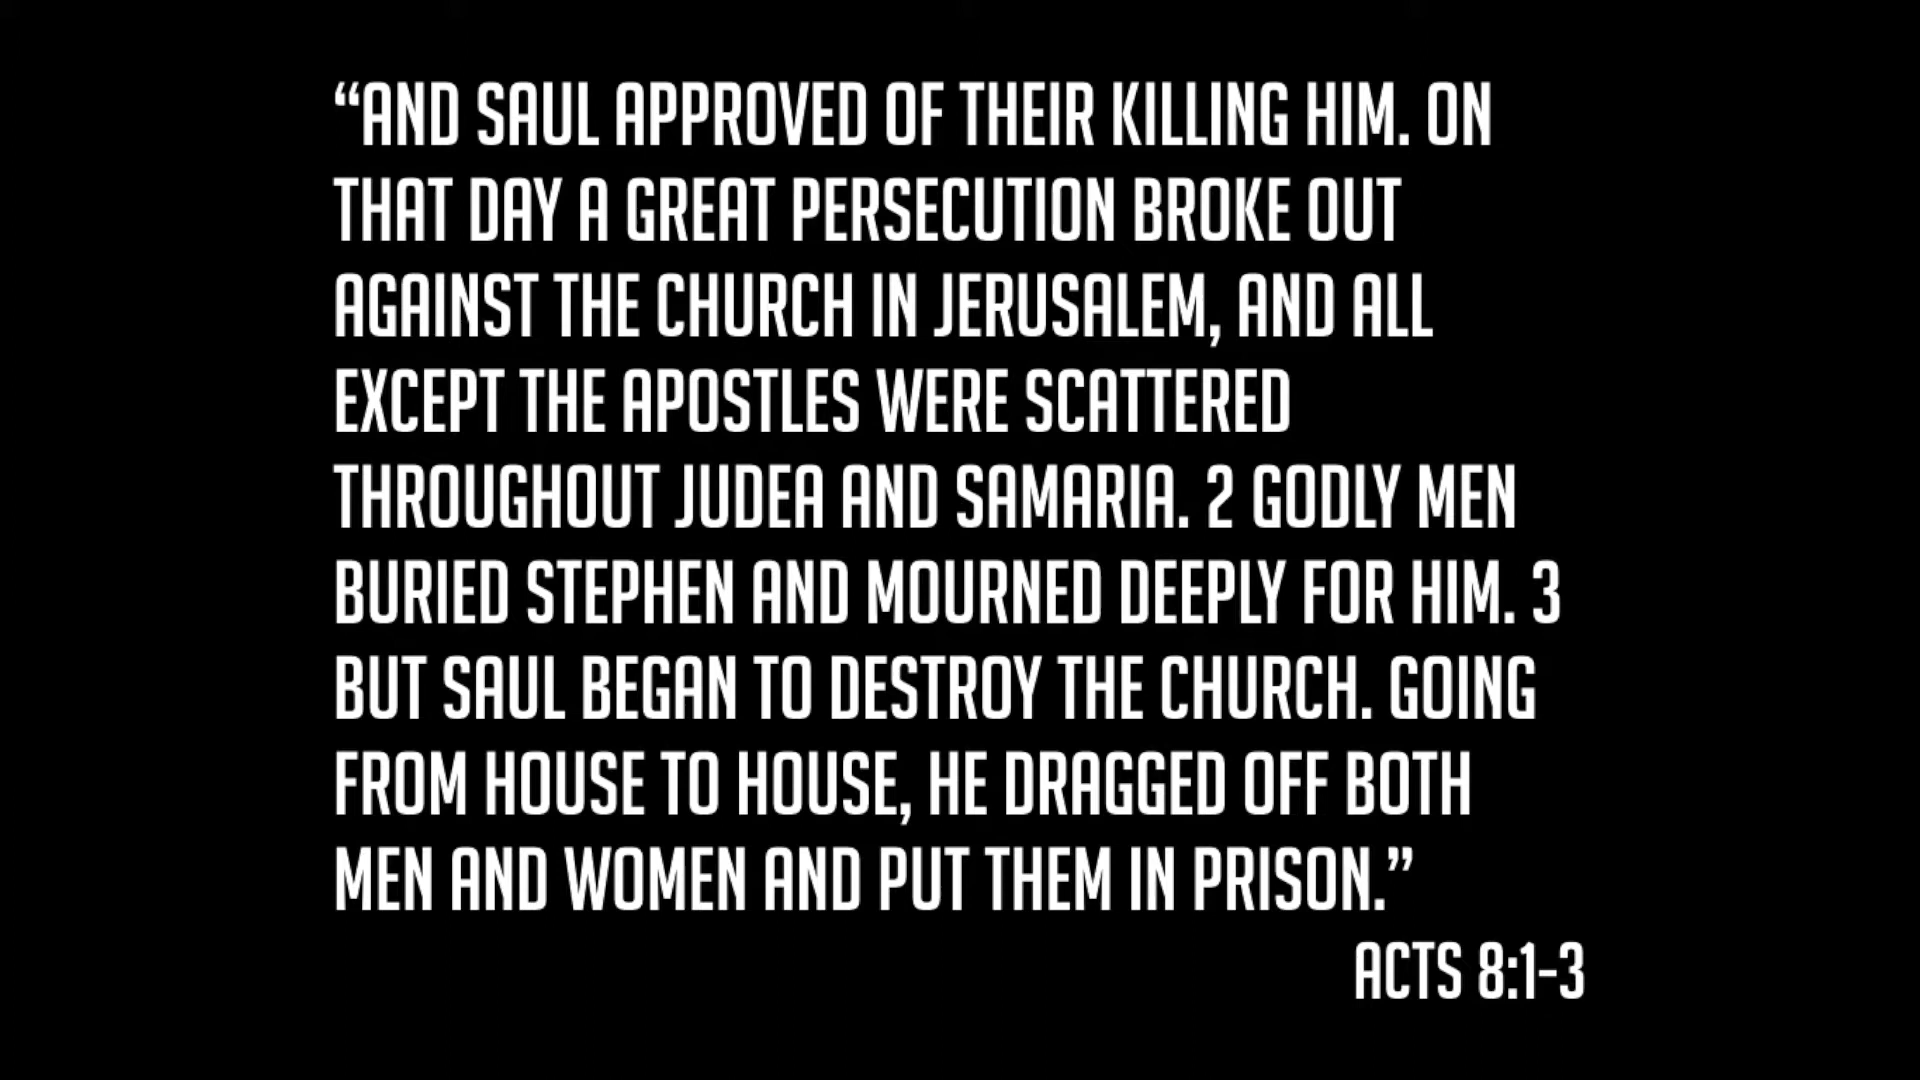 “AND SAUL APPROVED OF THEIR KILLING HIM. ON
THAT DAY A GREAT PERSECUTION BROKE OUT
AGAINST THE CHURCH IN JERUSALEM, AND ALL
EXCEPT THE APOSTLES WERE SCATTERED
THROUGHOUT JUDEA AND SAMARIA. 2 GODLY MEN
BURIED STEPHEN AND MOURNED DEEPLY FOR HIM. 3
BUT SAUL BEGAN TO DESTROY THE CHURCH. GOING
FROM HOUSE TO HOUSE, HE DRAGGED OFF BOTH
MEN AND WOMEN AND PUT THEM IN PRISON.”
ACTS 8:1-3